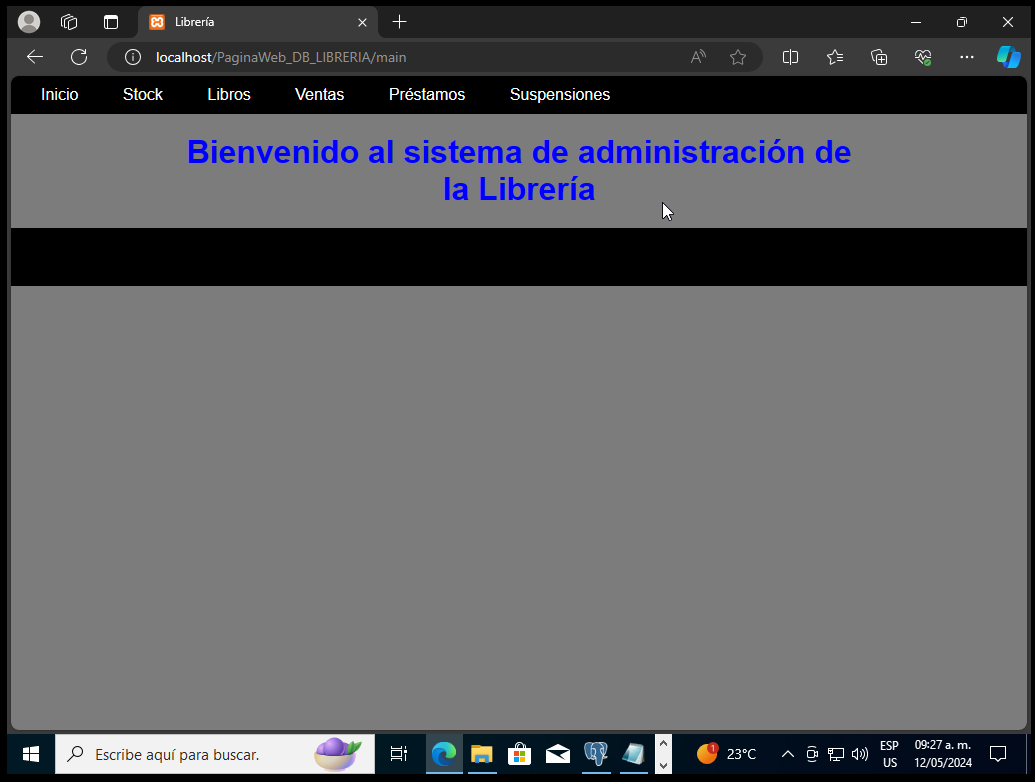 Librería
localhost/PaginaWeb_DB_LIBRERIA/main
Inicio Stock Libros Ventas Préstamos Suspensiones
Bienvenido al sistema de administración de
la Librería
Escribe aquí para buscar.
1
23°C
ESP
US
09:27 a. m.
12/05/2024